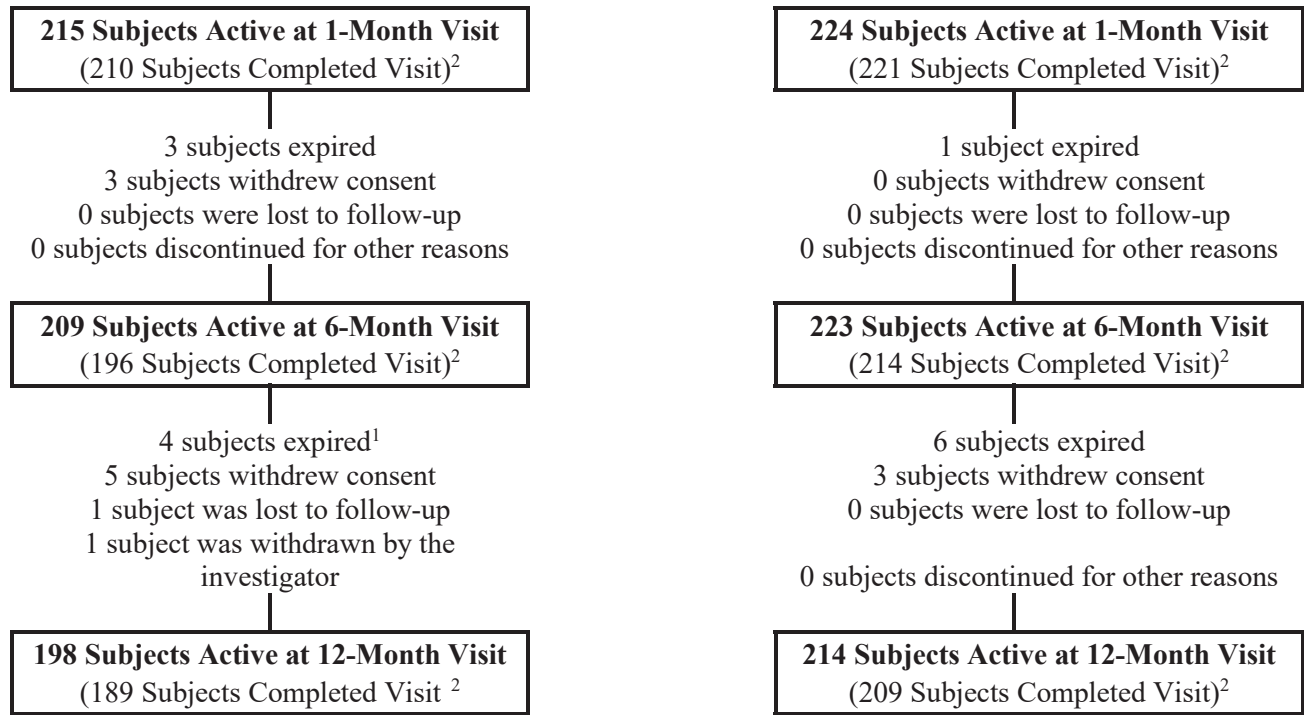 215 Subjects Active at 1-Month Visit
(210 Subjects Completed Visit)²
3 subjects expired
3 subjects withdrew consent
0 subjects were lost to follow-up
0 subjects discontinued for other reasons
209 Subjects Active at 6-Month Visit
(196 Subjects Completed Visit)²
4 subjects expired¹
5 subjects withdrew consent
1 subject was lost to follow-up
1 subject was withdrawn by the
investigator
198 Subjects Active at 12-Month Visit
(189 Subjects Completed Visit ²
224 Subjects Active at 1-Month Visit
(221 Subjects Completed Visit)²
1 subject expired
0 subjects withdrew consent
0 subjects were lost to follow-up
0 subjects discontinued for other reasons
223 Subjects Active at 6-Month Visit
(214 Subjects Completed Visit)²
6 subjects expired
3 subjects withdrew consent
0 subjects were lost to follow-up
0 subjects discontinued for other reasons
214 Subjects Active at 12-Month Visit
(209 Subjects Completed Visit)²